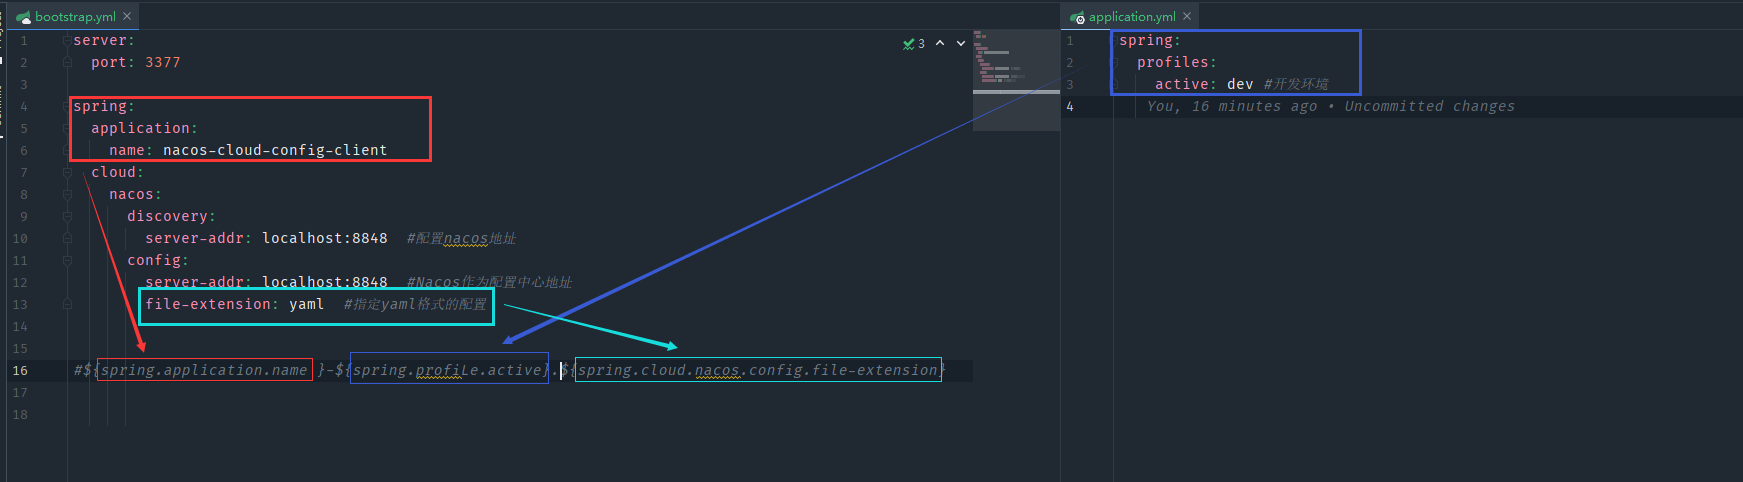 bootstrap.yml
1 server:
2 port: 3377
3
4 spring:
5 application:
6 name: nacos-cloud-config-client
7 cloud:
8 nacos:
9 discovery:
10 server-addr: localhost:8848 #配置nacos地址
11 config:
12 server-addr: localhost:8848 #Nacos作为配置中心地址
13 file-extension: yaml #指定yaml格式的配置
14
15
16 #${spring.application.name }-${spring.profiLe.active}.${spring.cloud.nacos.config.file-extension}
17
18
3
application.yml
1 spring:
2 profiles:
3 active: dev #开发环境
4 You, 16 minutes ago • Uncommitted changes